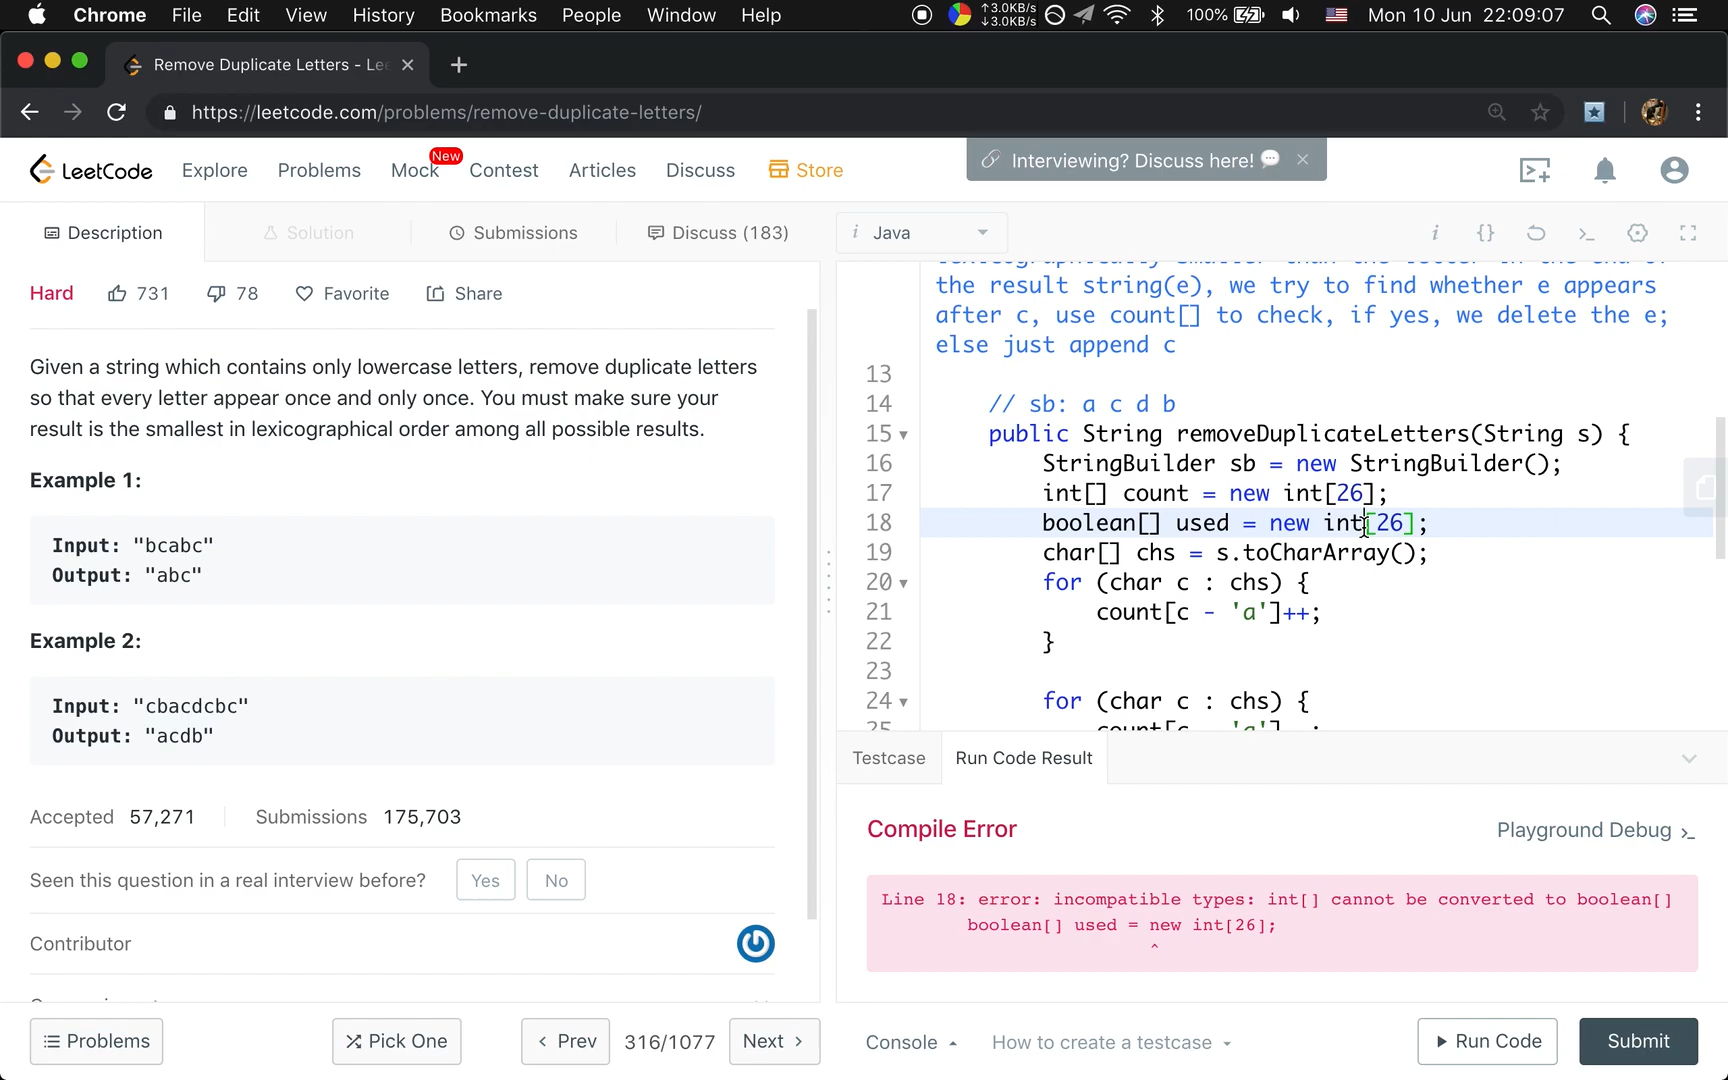 Chrome File Edit View History Bookmarks People Window Help ↑3.0KB/s ↓3.0KB/s 100% Mon 10 Jun 22:09:07
Remove Duplicate Letters - Lee
https://leetcode.com/problems/remove-duplicate-letters/
LeetCode Explore Problems Mock New Contest Articles Discuss Store
Interviewing? Discuss here!
Description Solution Submissions Discuss (183)
Hard 731 78 Favorite Share
Given a string which contains only lowercase letters, remove duplicate letters
so that every letter appear once and only once. You must make sure your
result is the smallest in lexicographical order among all possible results.
Example 1:
Input: "bcabc"
Output: "abc"
Example 2:
Input: "cbacdcbc"
Output: "acdb"
Accepted 57,271 Submissions 175,703
Seen this question in a real interview before? Yes No
Contributor
Problems Pick One Prev 316/1077 Next
i Java
i {}
the result string(e), we try to find whether e appears
after c, use count[] to check, if yes, we delete the e;
else just append c
13
14 // sb: a c d b
15 public String removeDuplicateLetters(String s) {
16 StringBuilder sb = new StringBuilder();
17 int[] count = new int[26];
18 boolean[] used = new int[26];
19 char[] chs = s.toCharArray();
20 for (char c : chs) {
21 count[c - 'a']++;
22 }
23
24 for (char c : chs) {
25
Testcase Run Code Result
Compile Error Playground Debug
Line 18: error: incompatible types: int[] cannot be converted to boolean[]
boolean[] used = new int[26];
^
Console How to create a testcase Run Code Submit